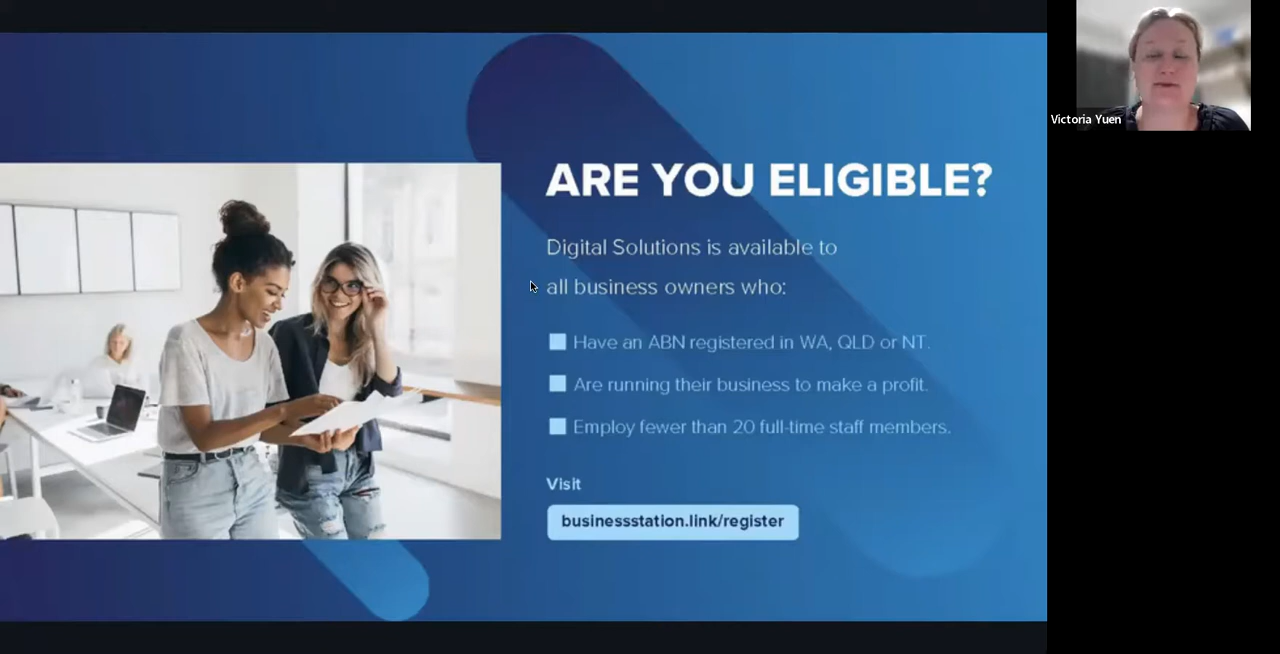 ARE YOU ELIGIBLE?
Digital Solutions is available to
all business owners who:
Have an ABN registered in WA, QLD or NT.
Are running their business to make a profit.
Employ fewer than 20 full-time staff members.
Visit
businessstation.link/register
Victoria Yuen